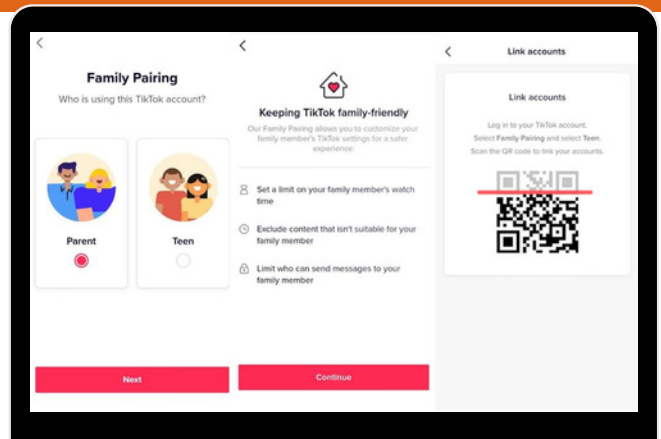 Family Pairing
Who is using this TikTok account?
Parent
Teen
Next
Keeping TikTok family-friendly
Our Family Pairing allows you to customize your
family member's TikTok settings for a safer
experience:
Set a limit on your family member's watch
time
Exclude content that isn't suitable for your
family member
Limit who can send messages to your
family member
Continue
Link accounts
Link accounts
Log in to your TikTok account.
Select Family Pairing and select Teen.
Scan the QR code to link your accounts.